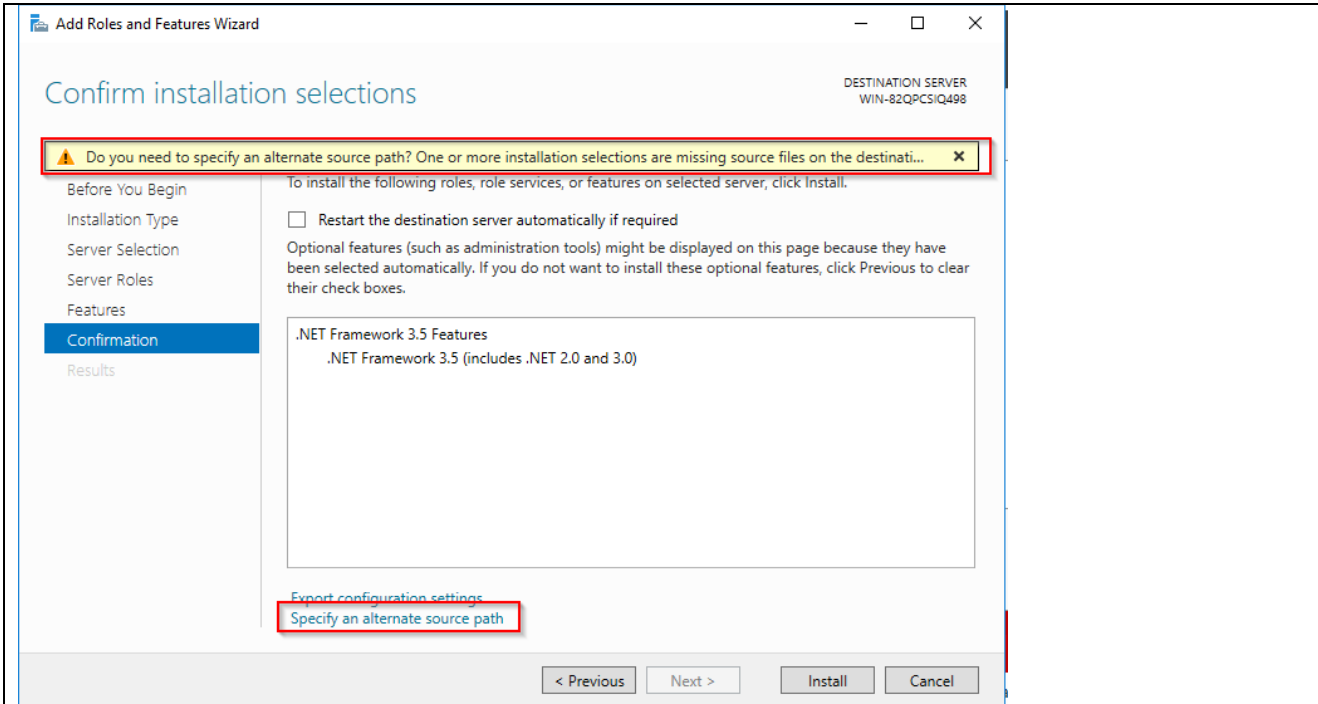 Add Roles and Features Wizard
Confirm installation selections
DESTINATION SERVER
WIN-82QPCSIQ498
Do you need to specify an alternate source path? One or more installation selections are missing source files on the destinati...
Before You Begin
Installation Type
Server Selection
Server Roles
Features
Confirmation
Results
To install the following roles, role services, or features on selected server, click Install.
Restart the destination server automatically if required
Optional features (such as administration tools) might be displayed on this page because they have
been selected automatically. If you do not want to install these optional features, click Previous to clear
their check boxes.
.NET Framework 3.5 Features
.NET Framework 3.5 (includes .NET 2.0 and 3.0)
Export configuration settings
Specify an alternate source path
< Previous
Next >
Install
Cancel